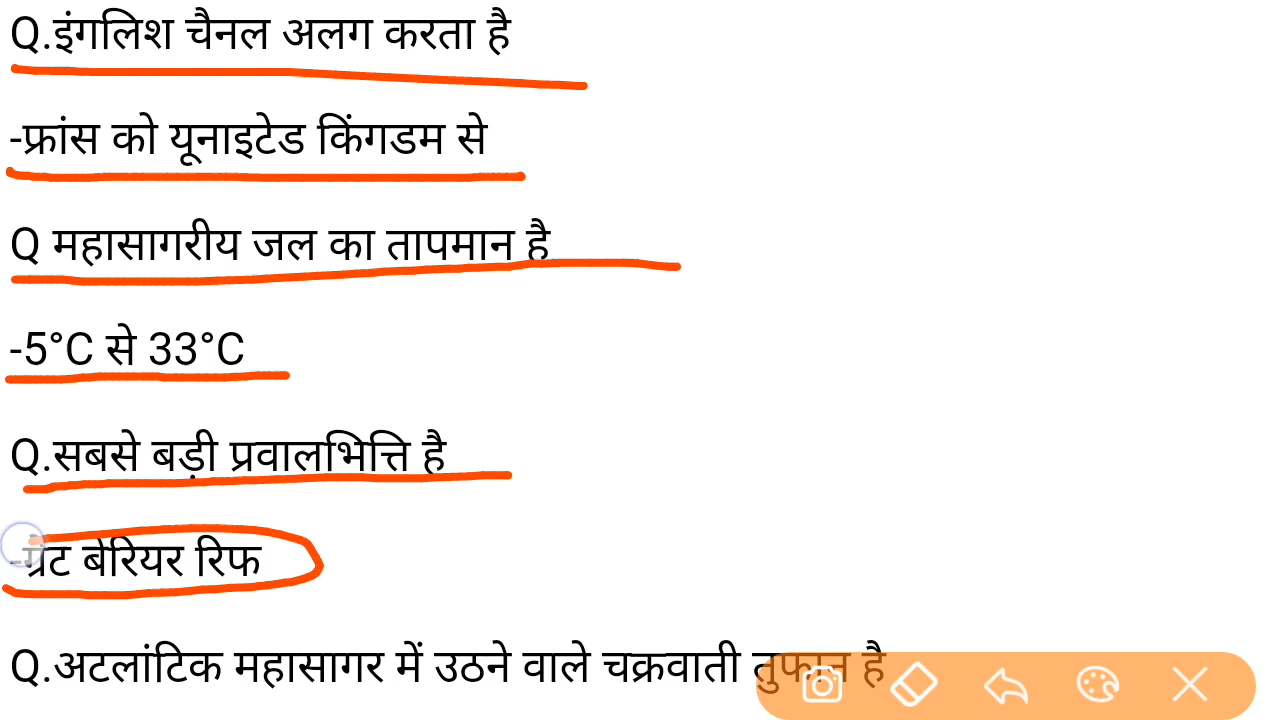 Q.इंगलिश चैनल अलग करता है
-फ्रांस को यूनाइटेड किंगडम से
Q महासागरीय जल का तापमान है
-5°C से 33°C
Q.सबसे बड़ी प्रवालभित्ति है
-ग्रेट बेरियर रिफ
Q.अटलांटिक महासागर में उठने वाले चक्रवाती तुफान है